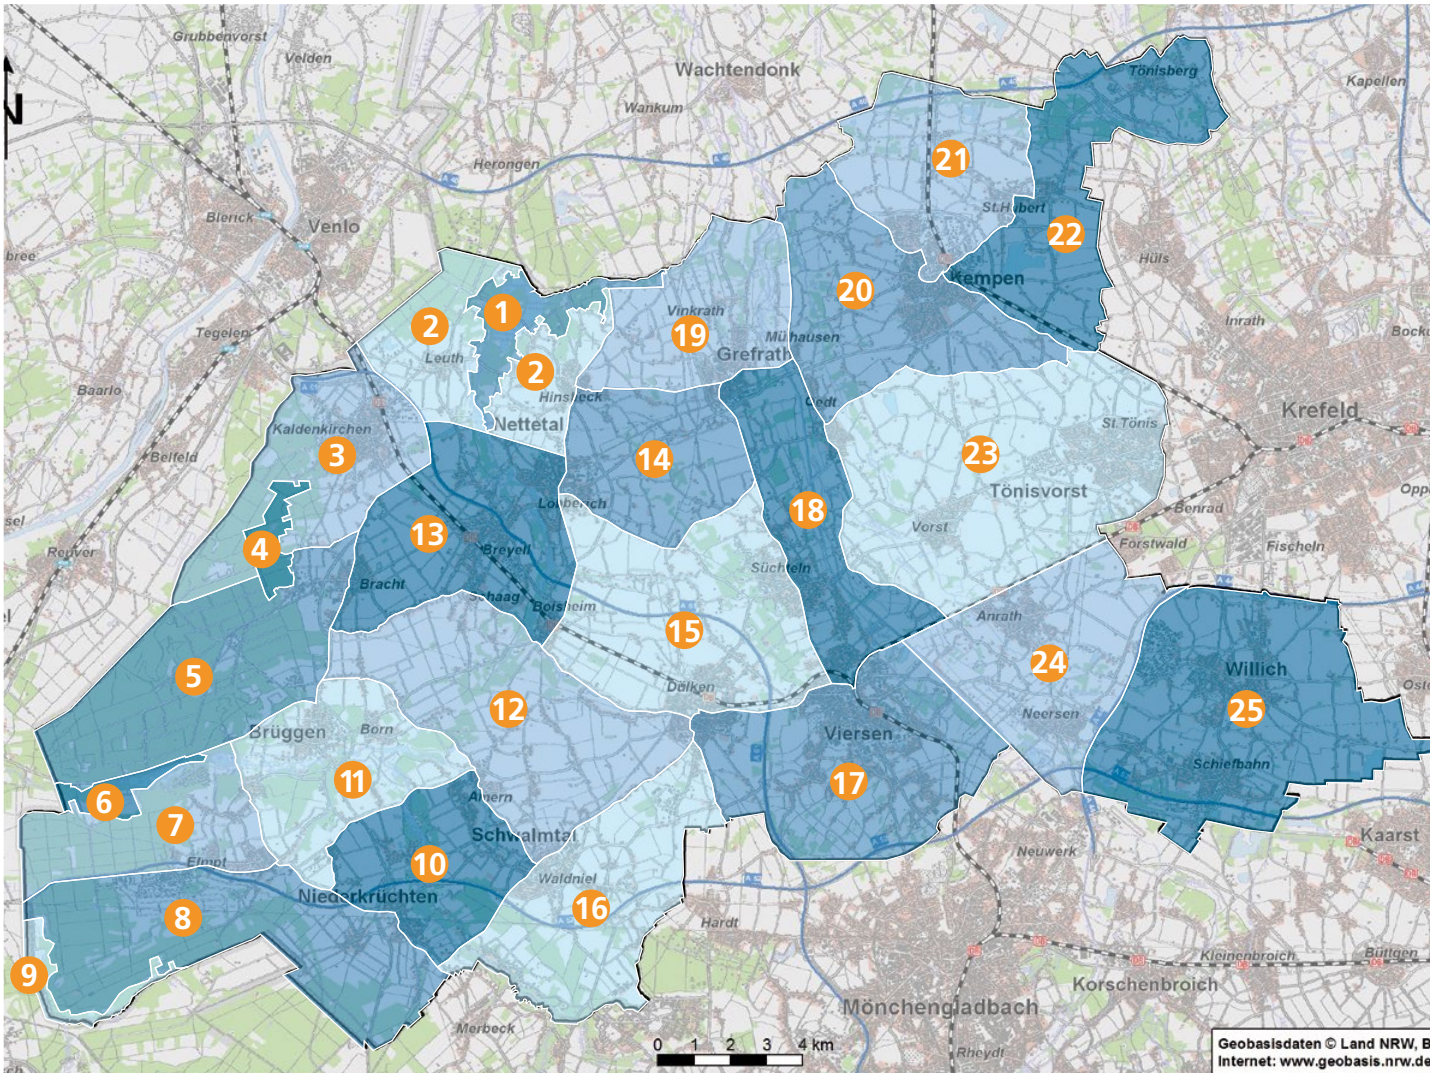 Grubbenvorst
Velden
Wachtendonk
Tönisberg
Kapellen
Wankum
N
Herongen
21
St.Hubert
22
Blerick
Venlo
Hüls
Kempen
20
1
2
Vinkrath
19
Inrath
Tegelen
Leuth
Mülhausen
Grefrath
2
Baarlo
Hinsbeck
Oedt
Nettetal
Krefeld
Kaldenkirchen
St.Tönis
3
Belfeld
14
23
Tönisvorst
Lobberich
18
Benrad
13
Vorst
Reuver
4
Breyell
Forstwald
Fischeln
Bracht
Süchteln
Schaag
Boisheim
Anrath
15
5
24
Willich
Dülken
12
25
Neersen
Brüggen
Born
Viersen
Schiefbahn
11
17
6
Amern
7
Schwalmtal
Kaarst
Elmpt
10
Neuwerk
Waldniel
Niederkrüchten
8
16
Hardt
9
Kleinenbroich
Büttgen
Korschenbroich
Mönchengladbach
Merbeck
0 1 2 3 4 km
Rheydt
Geobasisdaten © Land NRW, B
Internet: www.geobasis.nrw.de